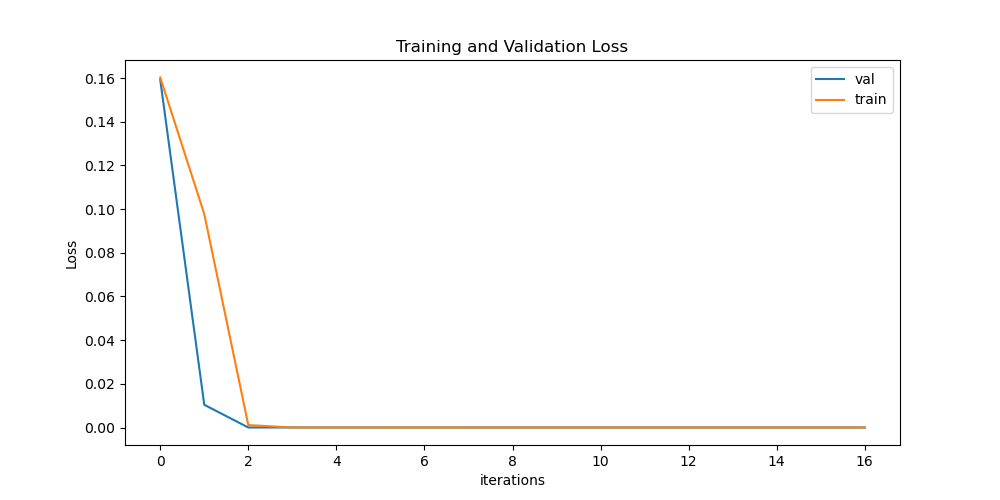 Training and Validation Loss
val
train
0.16
0.14
0.12
0.10
0.08
0.06
0.04
0.02
0.00
Loss
0 2 4 6 8 10 12 14 16
iterations